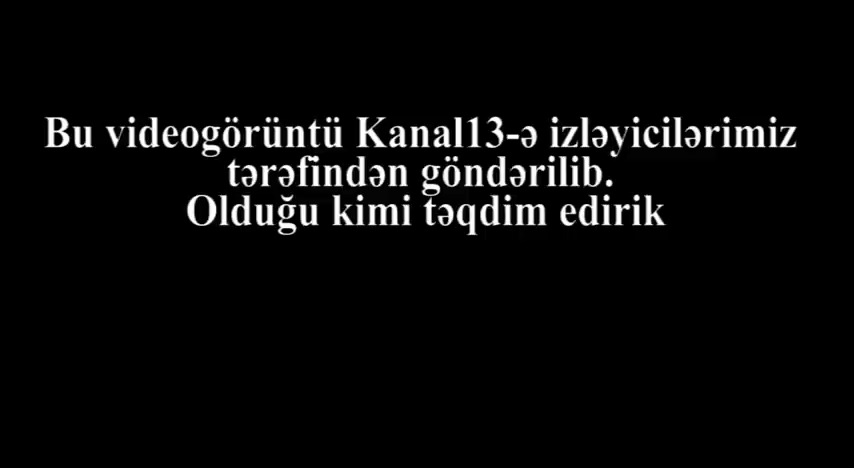 Bu videogörüntü Kanal13-ə izləyicilərimiz
tərəfindən göndərilib.
Olduğu kimi təqdim edirik